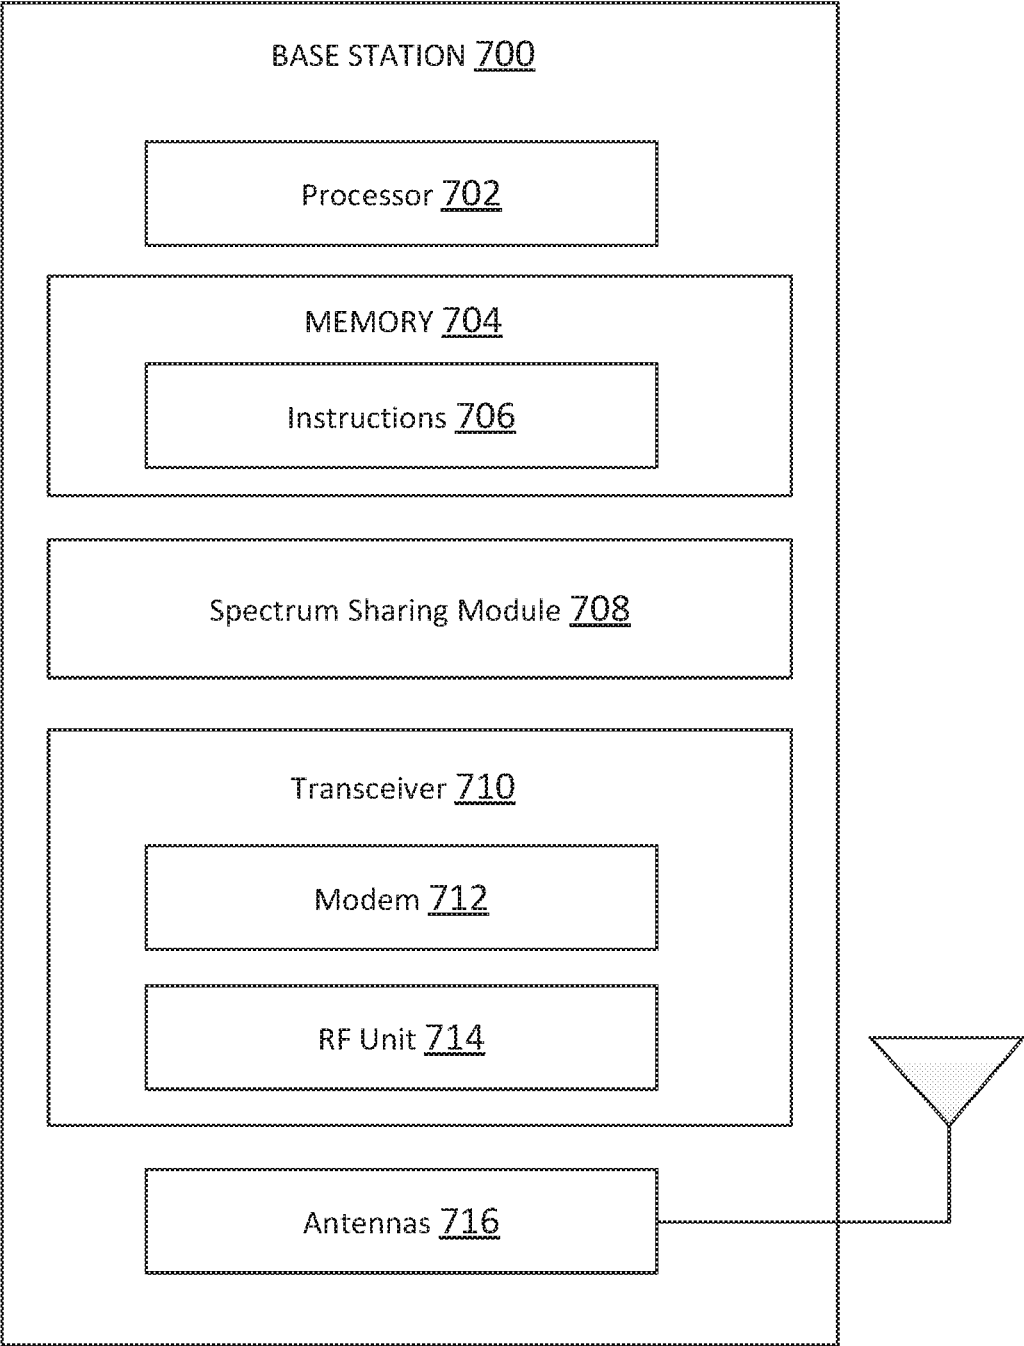 BASE STATION 700
Processor 702
MEMORY 704
Instructions 706
Spectrum Sharing Module 708
Transceiver 710
Modem 712
RF Unit 714
Antennas 716